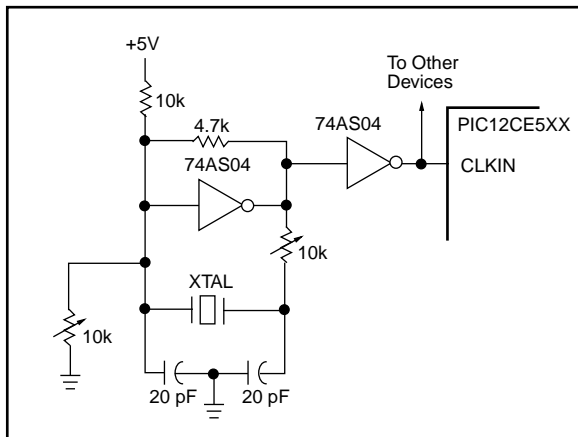 +5V
To Other
Devices
10k
4.7k
74AS04
PIC12CE5XX
74AS04
CLKIN
10k
XTAL
10k
20 pF
20 pF